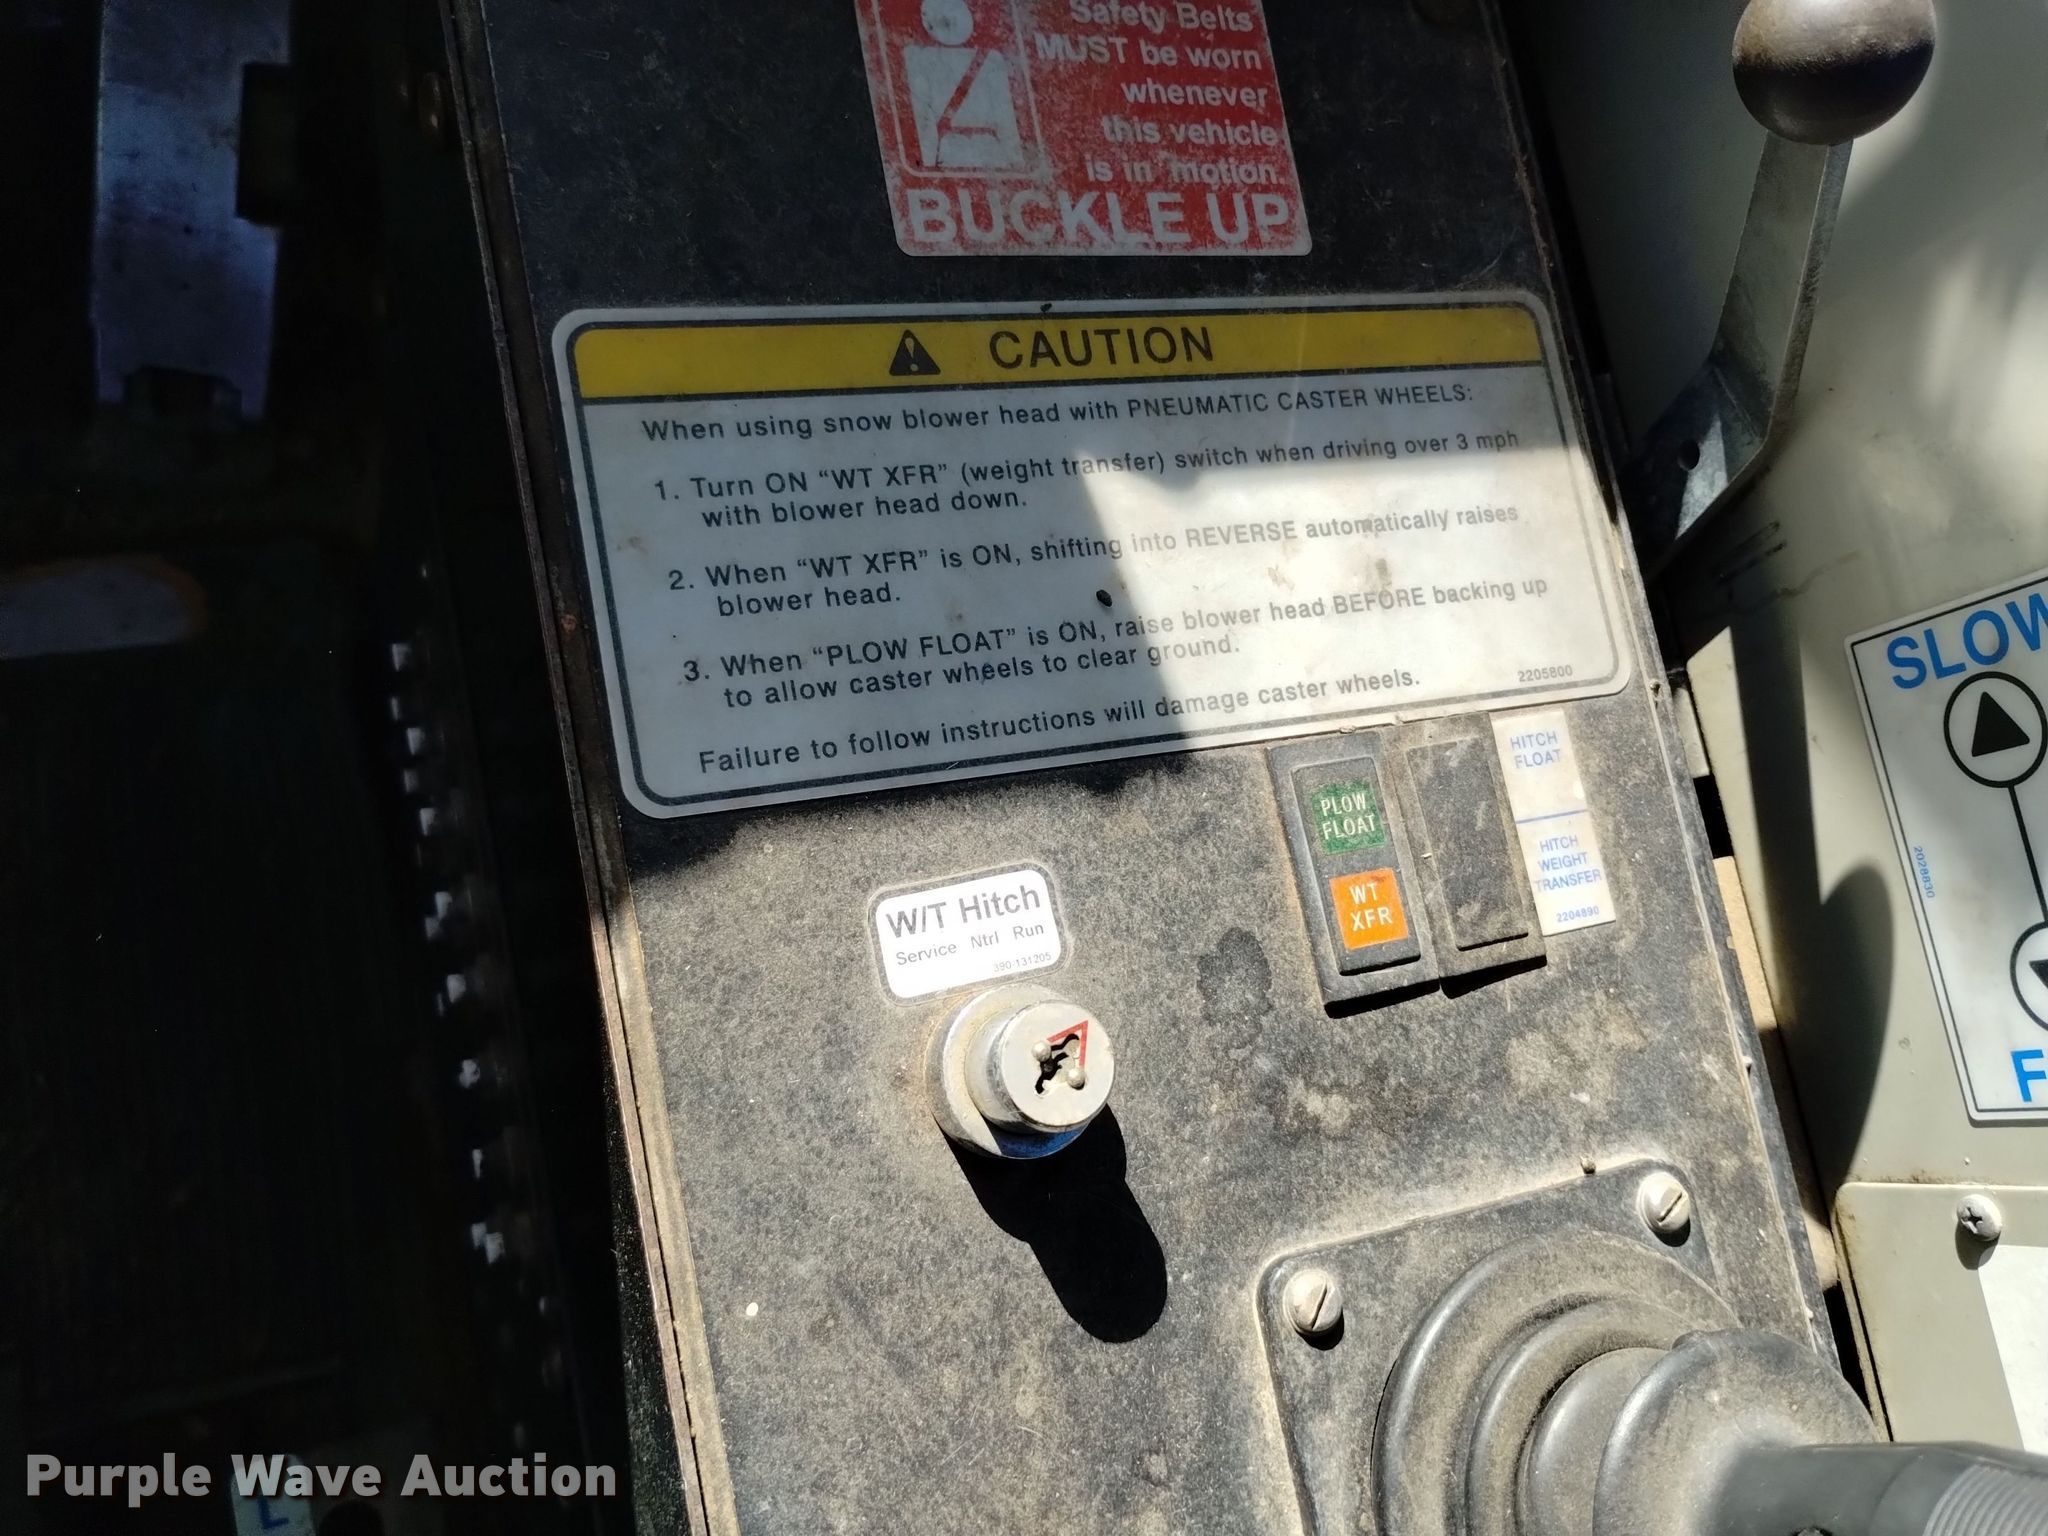 Safety Belts
MUST be worn
whenever
this vehicle
is in motion.
BUCKLE UP
CAUTION
When using snow blower head with PNEUMATIC CASTER WHEELS:
1. Turn ON “WT XFR” (weight transfer) switch when driving over 3 mph
with blower head down.
2. When “WT XFR” is ON, shifting into REVERSE automatically raises
blower head.
3. When “PLOW FLOAT” is ON, raise blower head BEFORE backing up
to allow caster wheels to clear ground.
Failure to follow instructions will damage caster wheels.
2205800
PLOW
FLOAT
WT
XFR
HITCH
FLOAT
HITCH
WEIGHT
TRANSFER
2204890
W/T Hitch
Service Ntrl Run
390-131205
SLOW
2028830
F
L
Purple Wave Auction